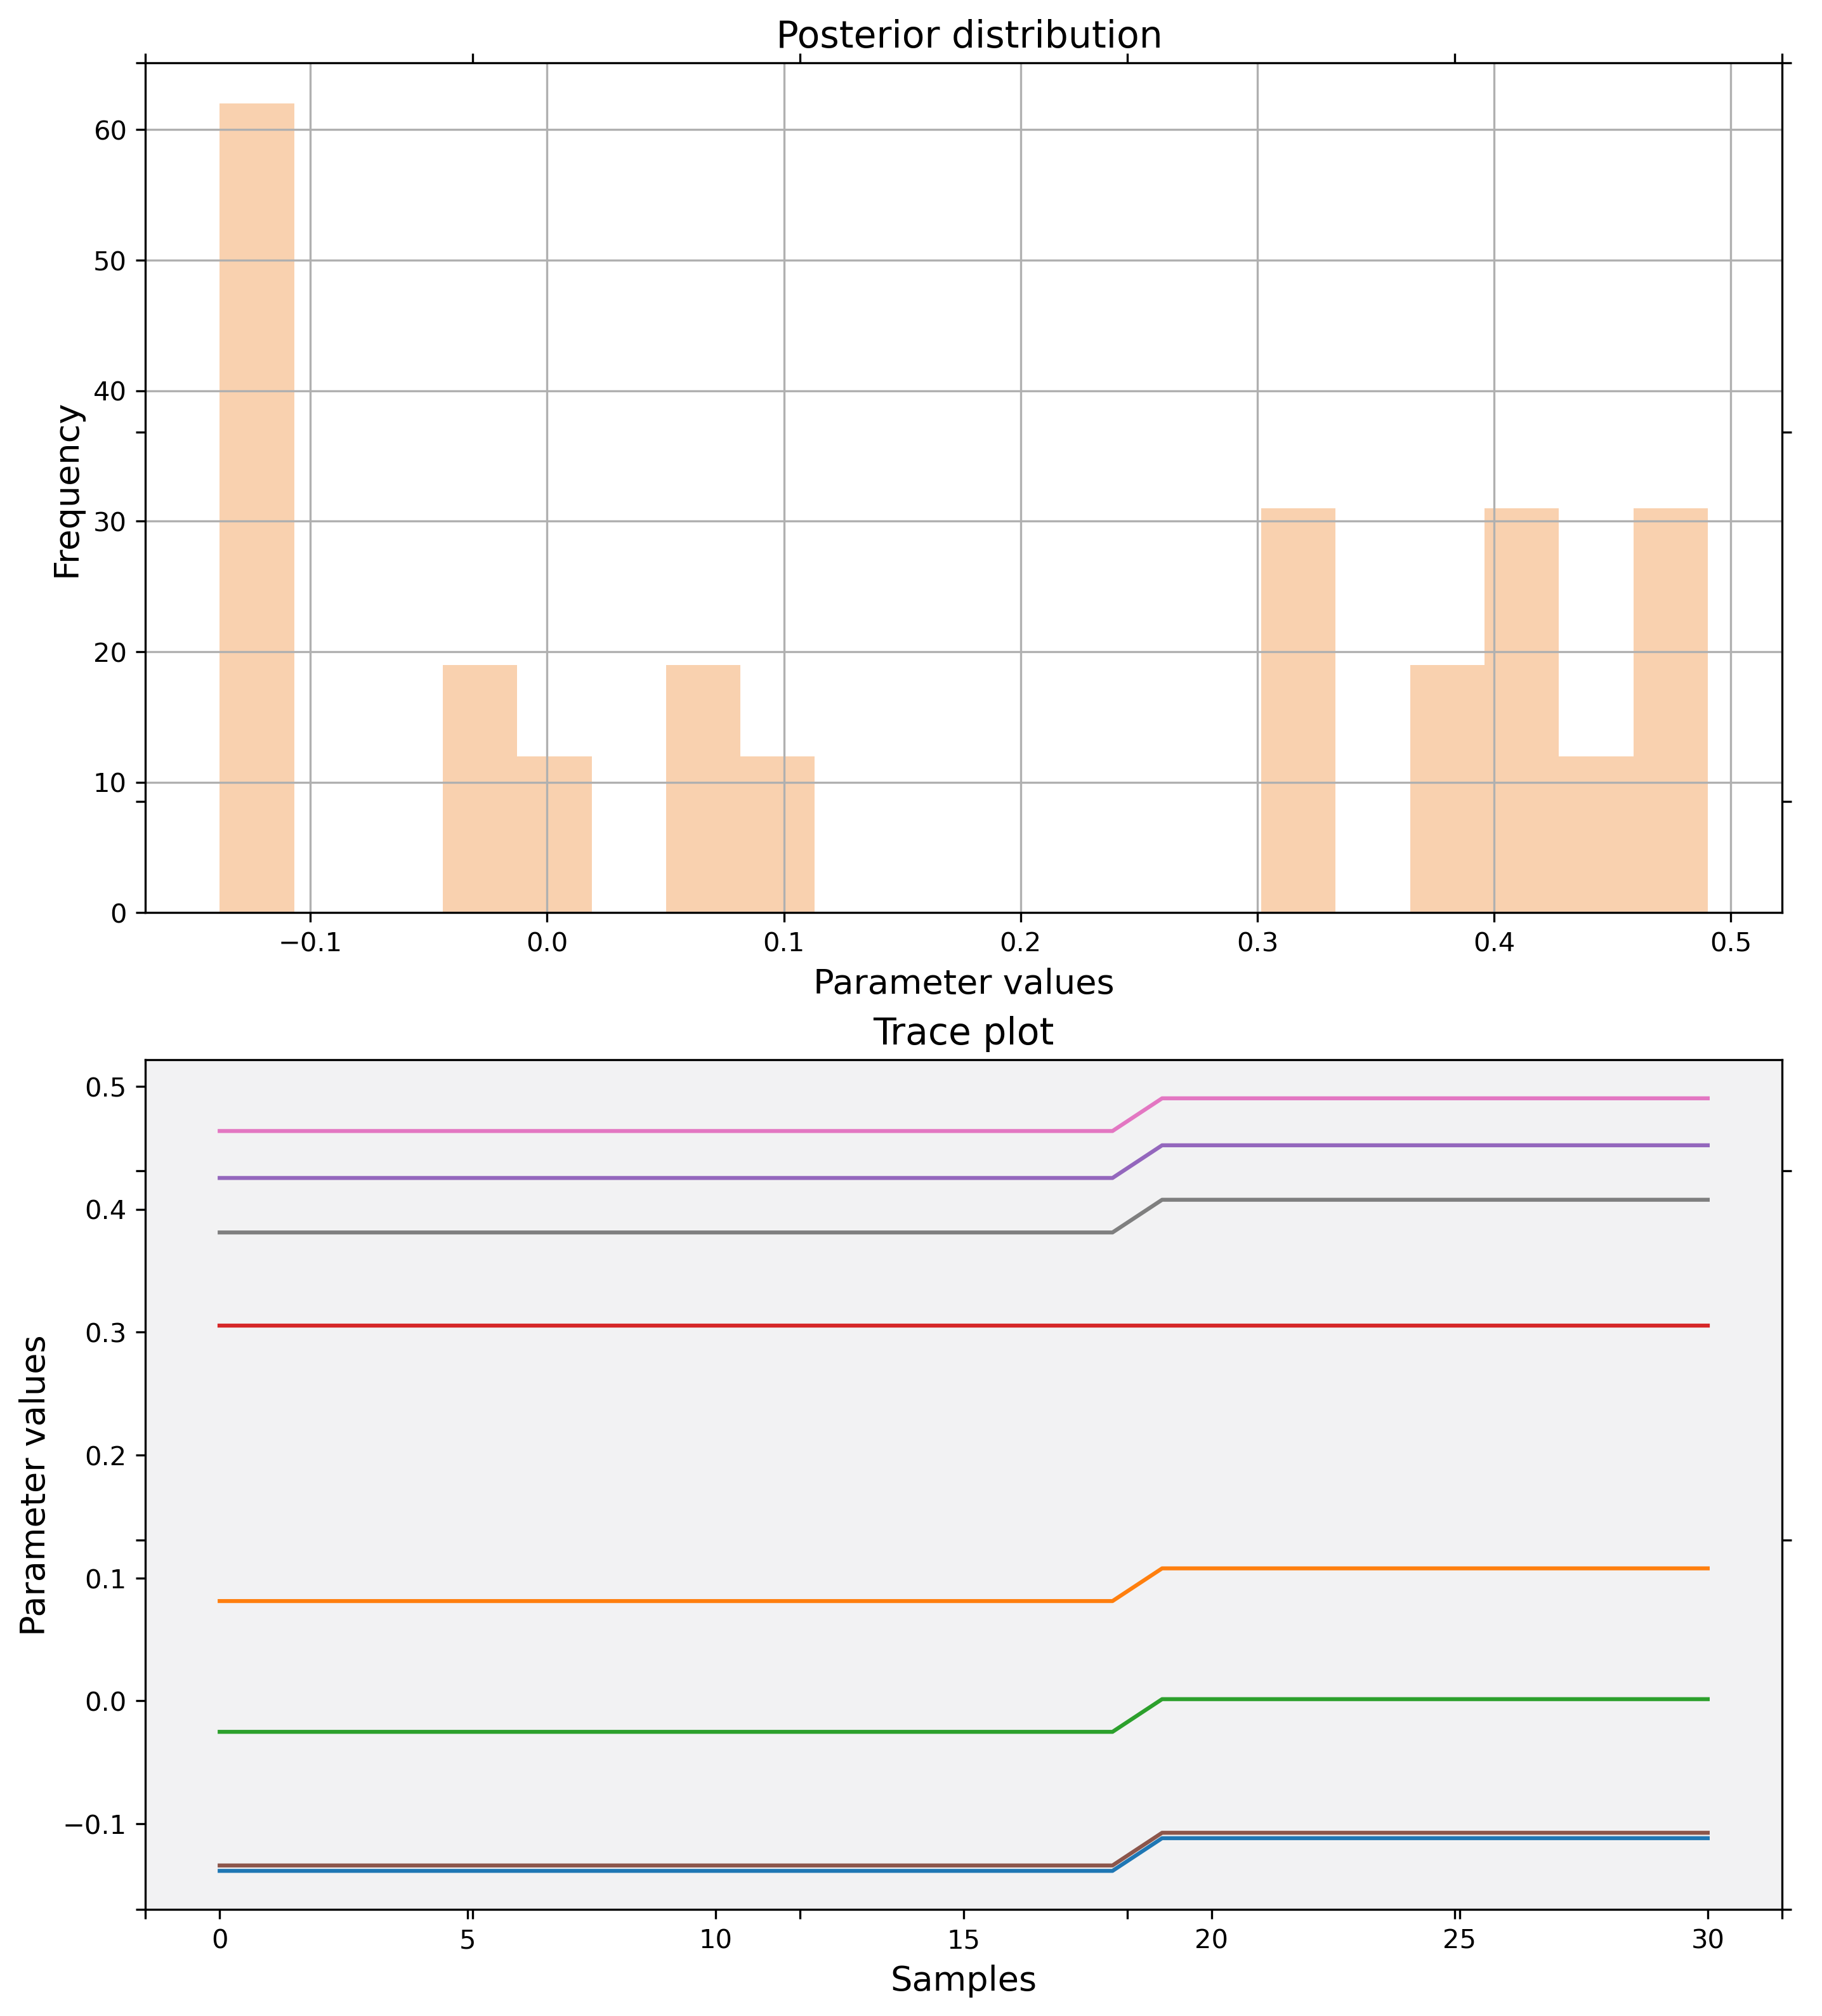 Posterior distribution
60
50
40
30
20
10
0
Frequency
−0.1 0.0 0.1 0.2 0.3 0.4 0.5
Parameter values
Trace plot
0.5
0.4
0.3
0.2
0.1
0.0
−0.1
Parameter values
0 5 10 15 20 25 30
Samples